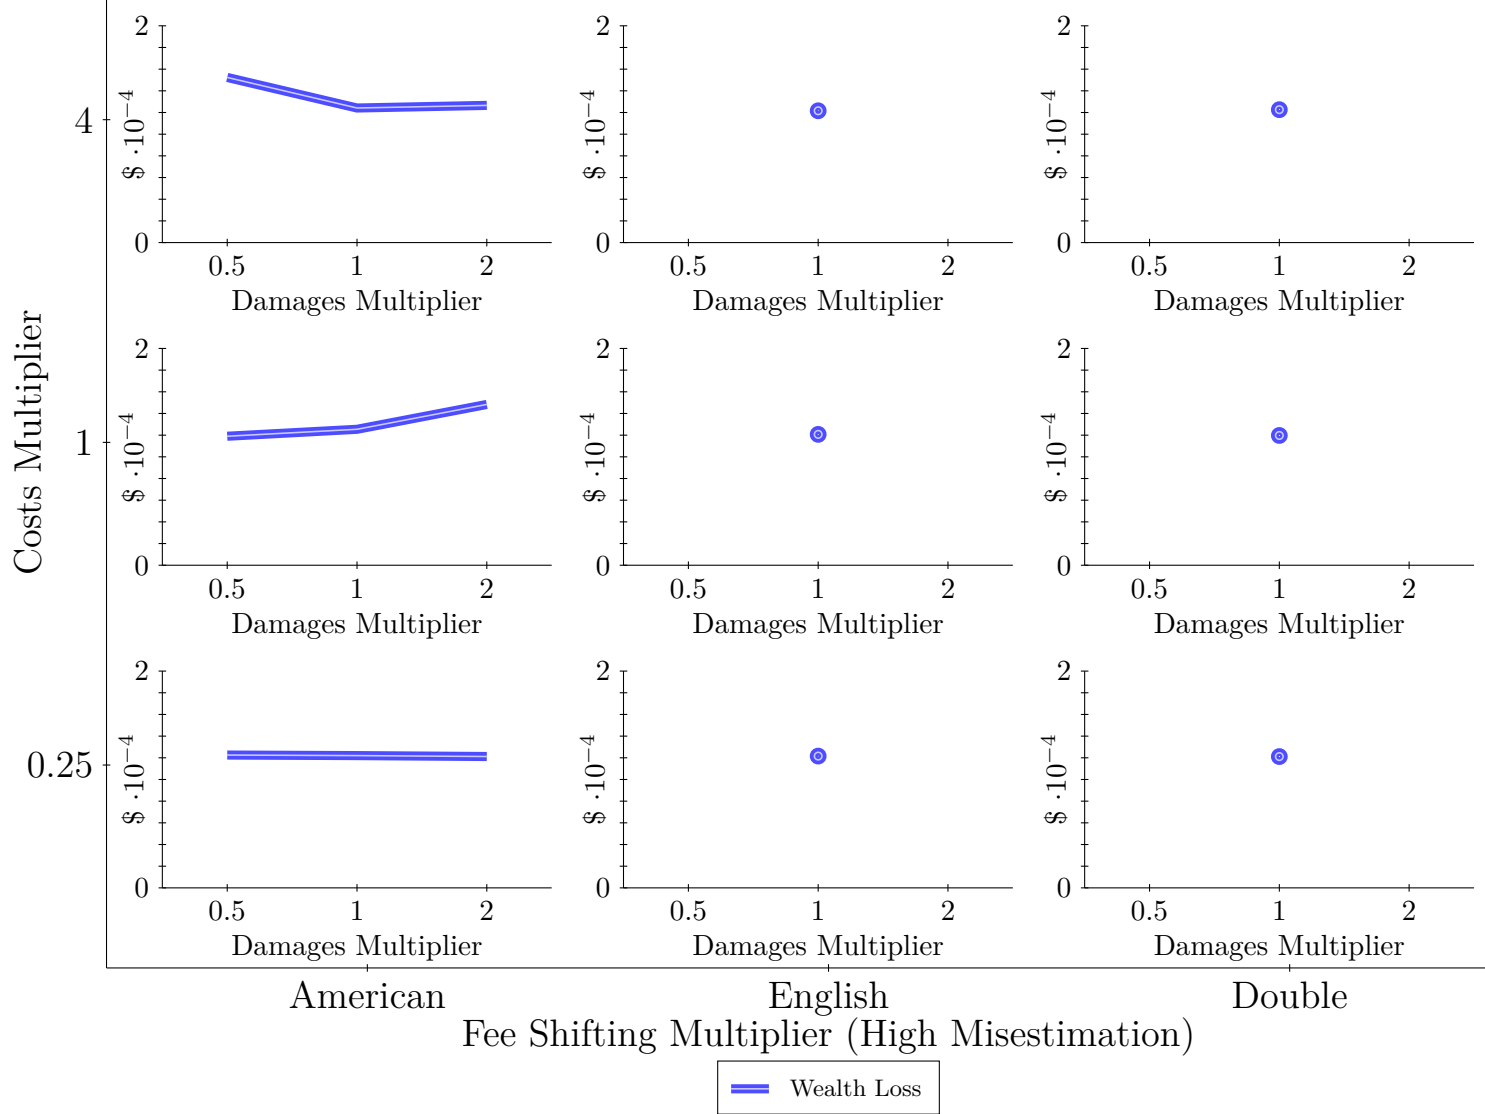 Costs Multiplier
4
2
$ ·10−4
0
0.5 1 2
Damages Multiplier
2
$ ·10−4
0
0.5 1 2
Damages Multiplier
2
$ ·10−4
0
0.5 1 2
Damages Multiplier
1
2
$ ·10−4
0
0.5 1 2
Damages Multiplier
2
$ ·10−4
0
0.5 1 2
Damages Multiplier
2
$ ·10−4
0
0.5 1 2
Damages Multiplier
0.25
2
$ ·10−4
0
0.5 1 2
Damages Multiplier
2
$ ·10−4
0
0.5 1 2
Damages Multiplier
2
$ ·10−4
0
0.5 1 2
Damages Multiplier
American English Double
Fee Shifting Multiplier (High Misestimation)
Wealth Loss